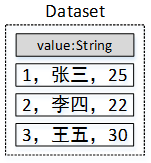 Dataset
value:String
1，张三，25
2，李四，22
3，王五，30